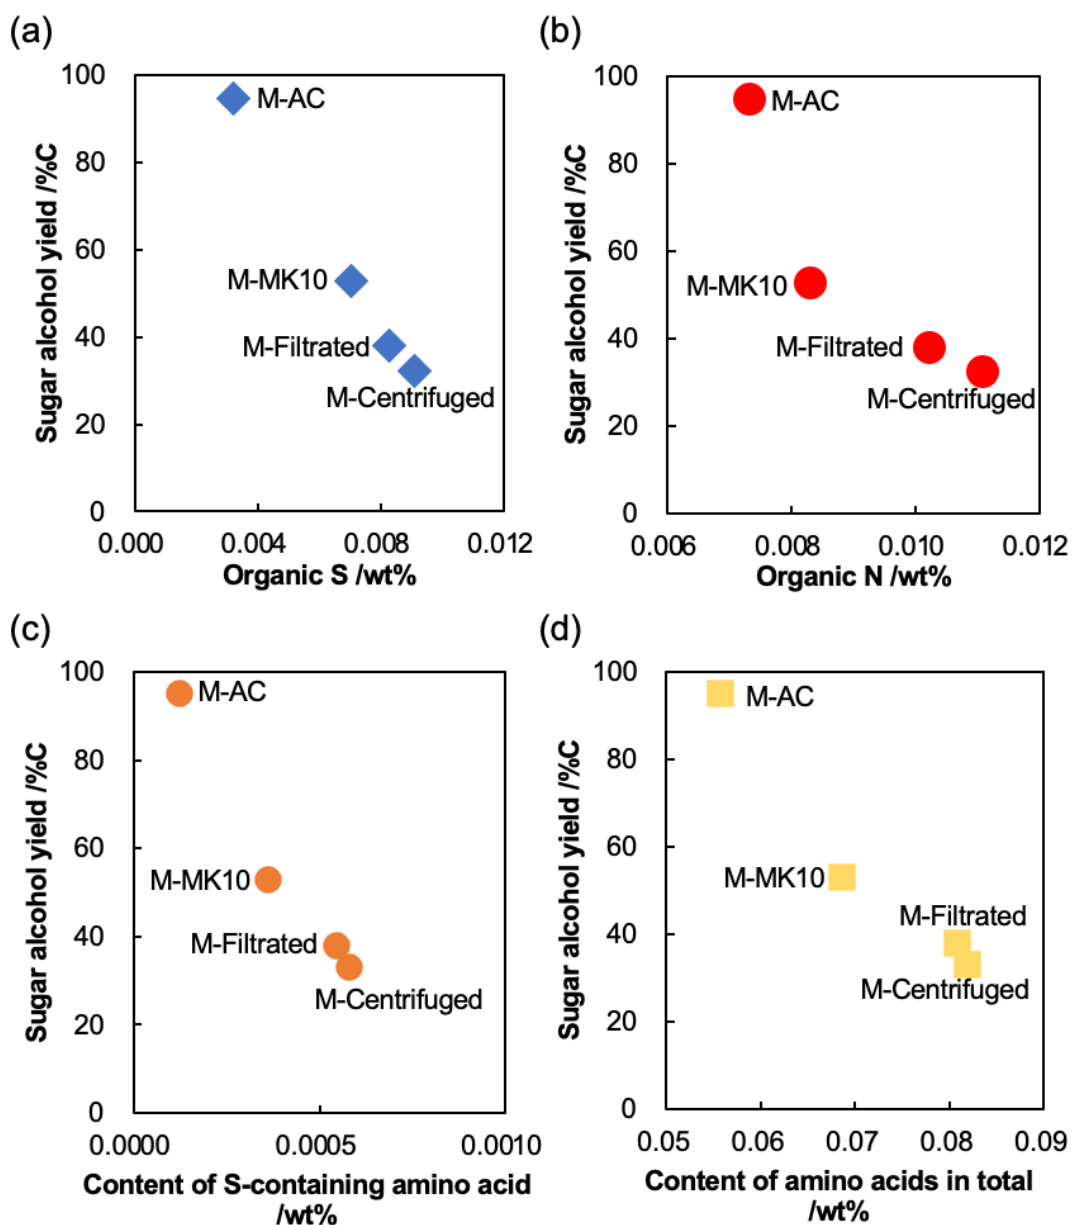 (a)
100
80
60
40
20
0
Sugar alcohol yield /%C
M-AC
M-MK10
M-Filtrated
M-Centrifuged
0.000 0.004 0.008 0.012
Organic S /wt%
(b)
100
80
60
40
20
0
Sugar alcohol yield /%C
M-AC
M-MK10
M-Filtrated
M-Centrifuged
0.006 0.008 0.010 0.012
Organic N /wt%
(c)
100
80
60
40
20
0
Sugar alcohol yield /%C
M-AC
M-MK10
M-Filtrated
M-Centrifuged
0.0000 0.0005 0.0010
Content of S-containing amino acid
/wt%
(d)
100
80
60
40
20
0
Sugar alcohol yield /%C
M-AC
M-MK10
M-Filtrated
M-Centrifuged
0.05 0.06 0.07 0.08 0.09
Content of amino acids in total
/wt%